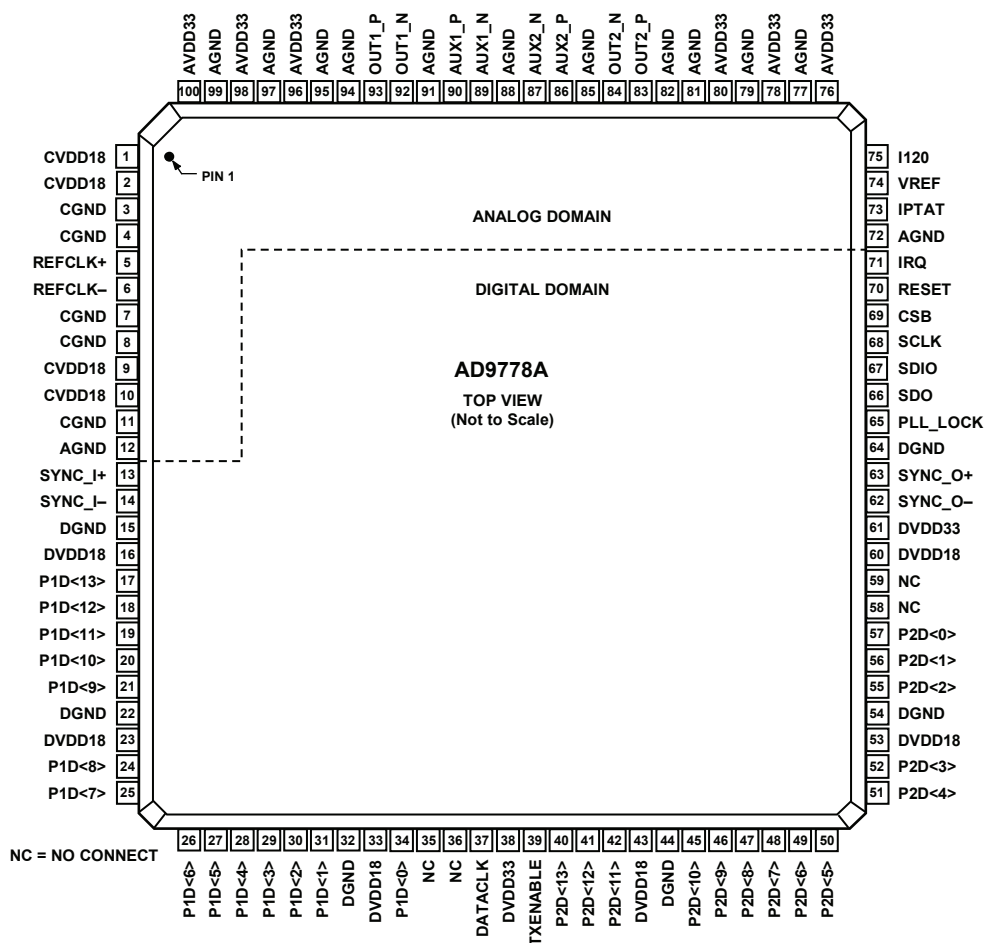 AVDD33
AGND
AVDD33
AGND
AVDD33
AGND
AGND
OUT1_P
OUT1_N
AGND
AUX1_P
AUX1_N
AGND
AUX2_N
AUX2_P
AGND
OUT2_N
OUT2_P
AGND
AGND
AVDD33
AGND
AVDD33
AGND
AVDD33
100 99 98 97 96 95 94 93 92 91 90 89 88 87 86 85 84 83 82 81 80 79 78 77 76
CVDD18 1
CVDD18 2
CGND 3
CGND 4
REFCLK+ 5
REFCLK– 6
CGND 7
CGND 8
CVDD18 9
CVDD18 10
CGND 11
AGND 12
SYNC_I+ 13
SYNC_I– 14
DGND 15
DVDD18 16
P1D<13> 17
P1D<12> 18
P1D<11> 19
P1D<10> 20
P1D<9> 21
DGND 22
DVDD18 23
P1D<8> 24
P1D<7> 25
PIN 1
ANALOG DOMAIN
DIGITAL DOMAIN
AD9778A
TOP VIEW
(Not to Scale)
75 I120
74 VREF
73 IPTAT
72 AGND
71 IRQ
70 RESET
69 CSB
68 SCLK
67 SDIO
66 SDO
65 PLL_LOCK
64 DGND
63 SYNC_O+
62 SYNC_O–
61 DVDD33
60 DVDD18
59 NC
58 NC
57 P2D<0>
56 P2D<1>
55 P2D<2>
54 DGND
53 DVDD18
52 P2D<3>
51 P2D<4>
26 27 28 29 30 31 32 33 34 35 36 37 38 39 40 41 42 43 44 45 46 47 48 49 50
NC = NO CONNECT
P1D<6>
P1D<5>
P1D<4>
P1D<3>
P1D<2>
P1D<1>
DGND
DVDD18
P1D<0>
NC
NC
DATACLK
DVDD33
TXENABLE
P2D<13>
P2D<12>
P2D<11>
DVDD18
DGND
P2D<10>
P2D<9>
P2D<8>
P2D<7>
P2D<6>
P2D<5>